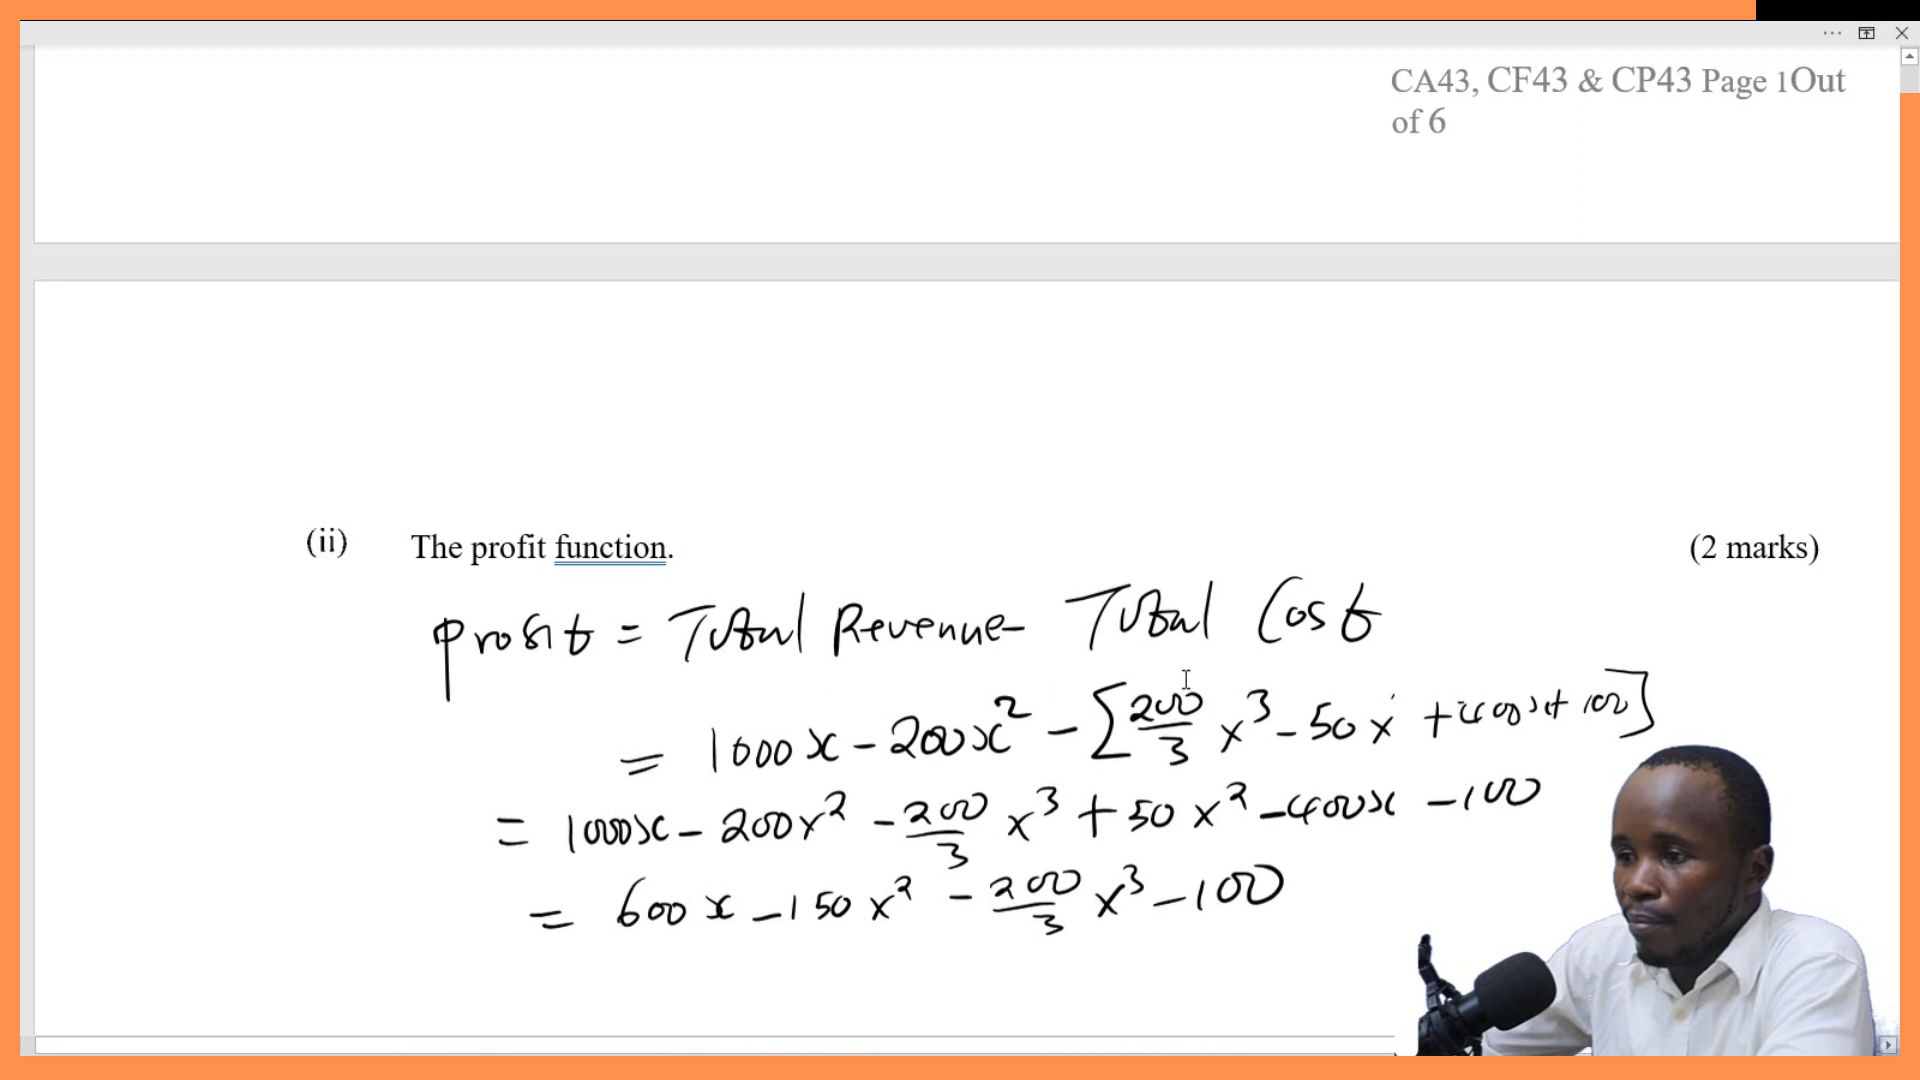 CA43, CF43 & CP43 Page 1Out
of 6
(ii) The profit function. (2 marks)
Profit = Total Revenue - Total Cost
= 1000x - 200x² - [200/3 x³ - 50x + 400x + 100]
= 1000x - 200x² - 200/3 x³ + 50x² - 400x - 100
= 600x - 150x² - 200/3 x³ - 100